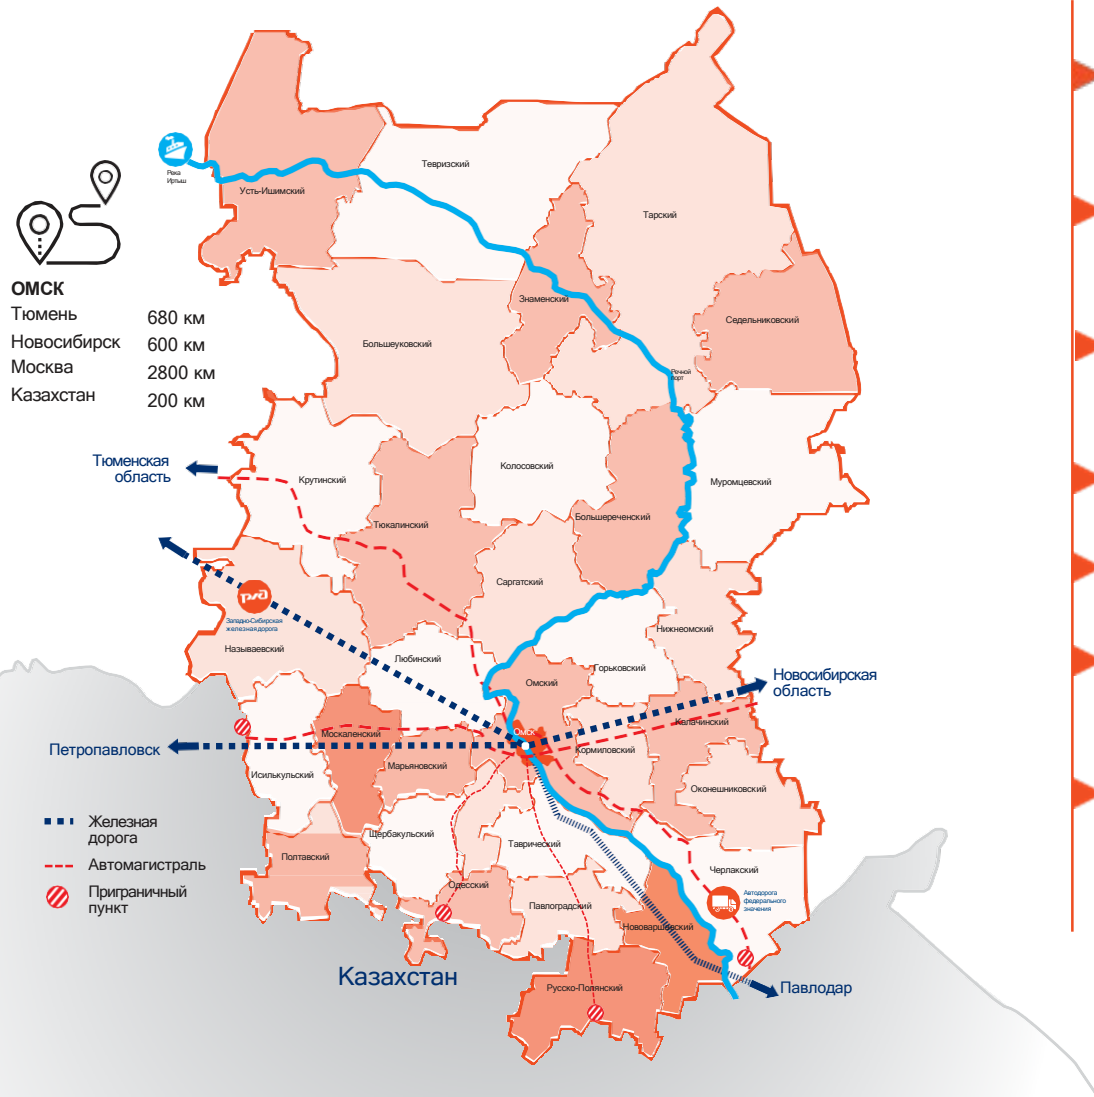 Река
Иртыш
Усть-Ишимский
Тевризский
Тарский
Знаменский
Седельниковский
Большеуковский
Речной
порт
ОМСК
Тюмень 680 км
Новосибирск 600 км
Москва 2800 км
Казахстан 200 км
Тюменская
область
Крутинский
Колосовский
Муромцевский
Тюкалинский
Большереченский
Саргатский
Западно-Сибирская
железная дорога
Называевский
Нижнеомский
Любинский
Горьковский
Омский
Новосибирская
область
Петропавловск
Москаленский
Омск
Келачинский
Кормиловский
Марьяновский
Исилькульский
Оконешниковский
Железная
дорога
Автомагистраль
Приграничный
пункт
Щербакульский
Таврический
Полтавский
Черлакский
Одесский
Автодорога
федерального
значения
Павлоградский
Нововаршавский
Казахстан
Русско-Полянский
Павлодар